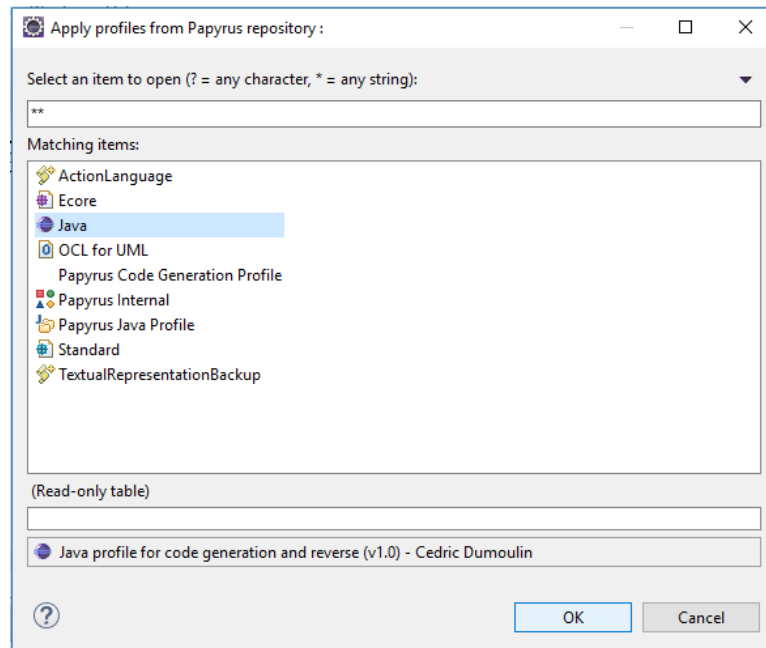 Apply profiles from Papyrus repository :
Select an item to open (? = any character, * = any string):
**
Matching items:
ActionLanguage
Ecore
Java
OCL for UML
Papyrus Code Generation Profile
Papyrus Internal
Papyrus Java Profile
Standard
TextualRepresentationBackup
(Read-only table)
Java profile for code generation and reverse (v1.0) - Cedric Dumoulin
OK
Cancel